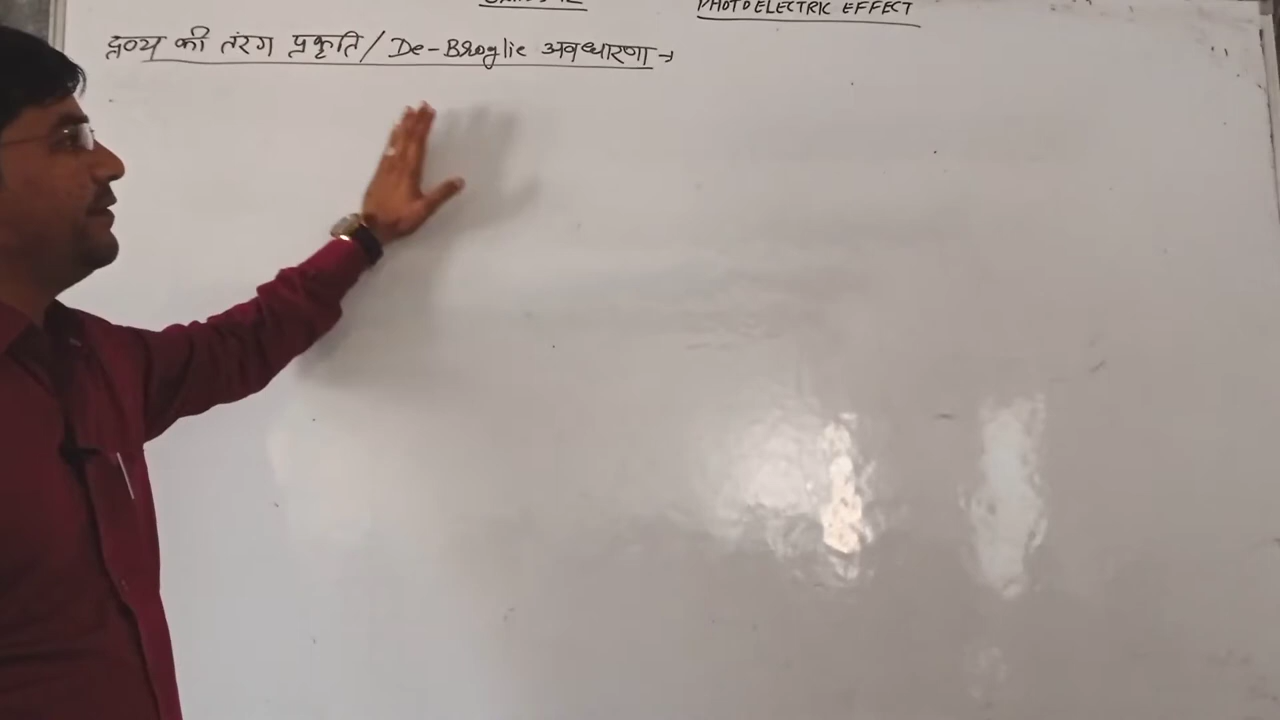 PHOTOELECTRIC EFFECT
द्रव्य की तरंग प्रकृति / De-Broglie अवधारणा →